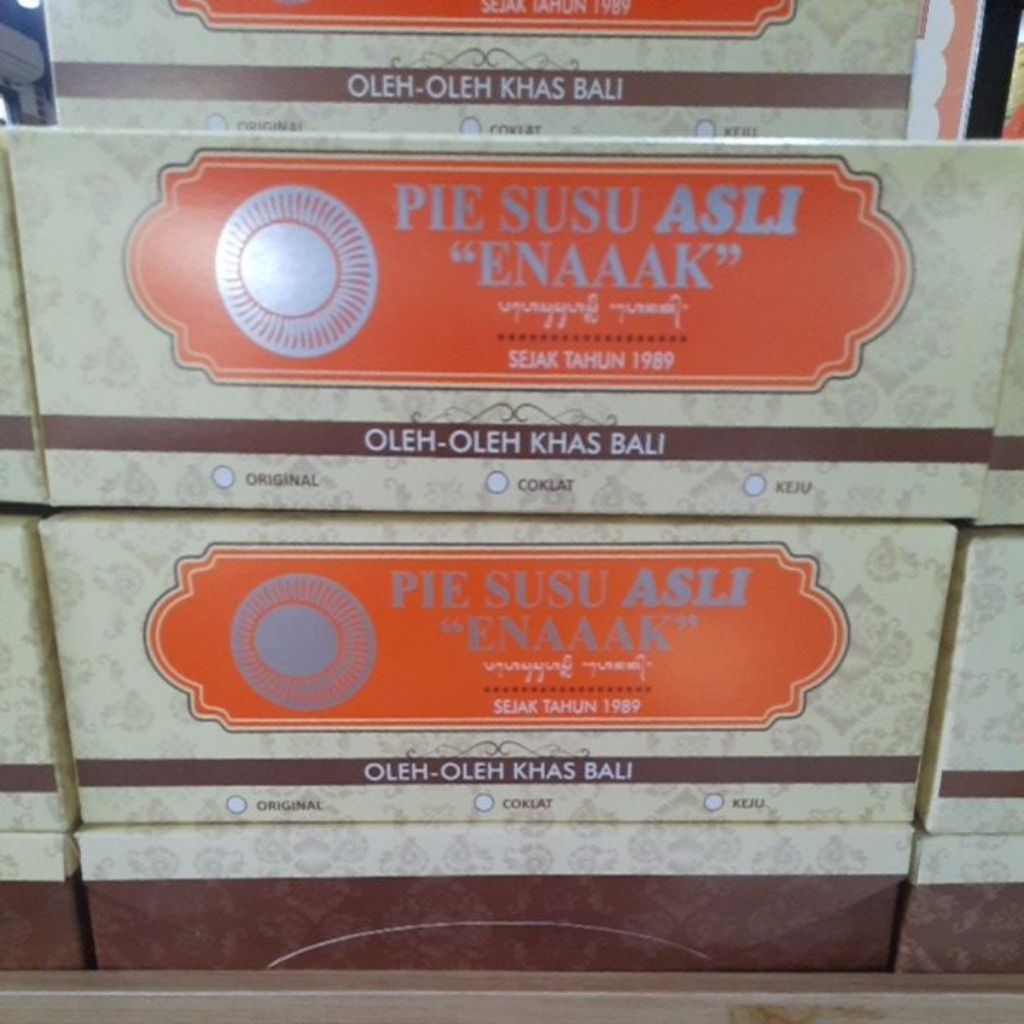 SEJAK TAHUN 1989
OLEH-OLEH KHAS BALI
ORIGINAL COKLAT KEJU
PIE SUSU ASLI
“ENAAAK”
SEJAK TAHUN 1989
OLEH-OLEH KHAS BALI
ORIGINAL COKLAT KEJU
PIE SUSU ASLI
“ENAAAK”
SEJAK TAHUN 1989
OLEH-OLEH KHAS BALI
ORIGINAL COKLAT KEJU